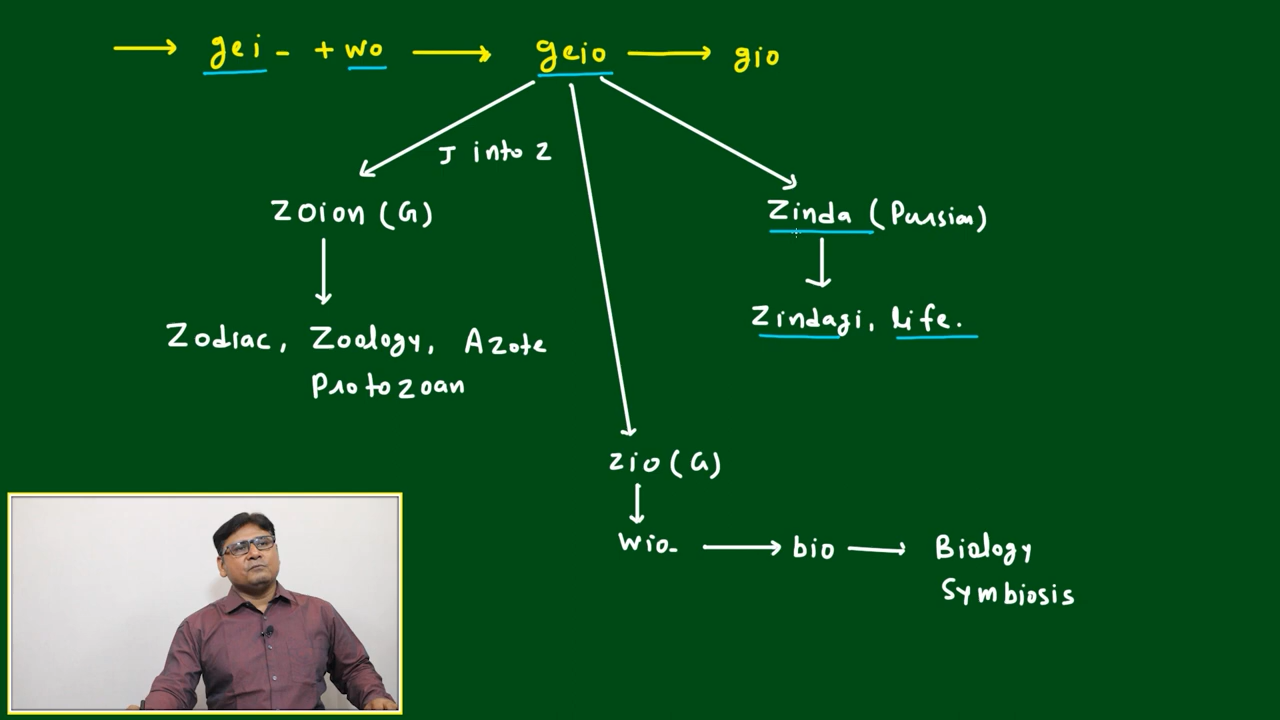 → gei- + wo → geio → gio
J into Z
Zoion (G)
Zinda (Persian)
Zodiac, Zoology, Azote
Protozoan
Zindagi, life.
Zio (G)
Wio- → bio → Biology
Symbiosis